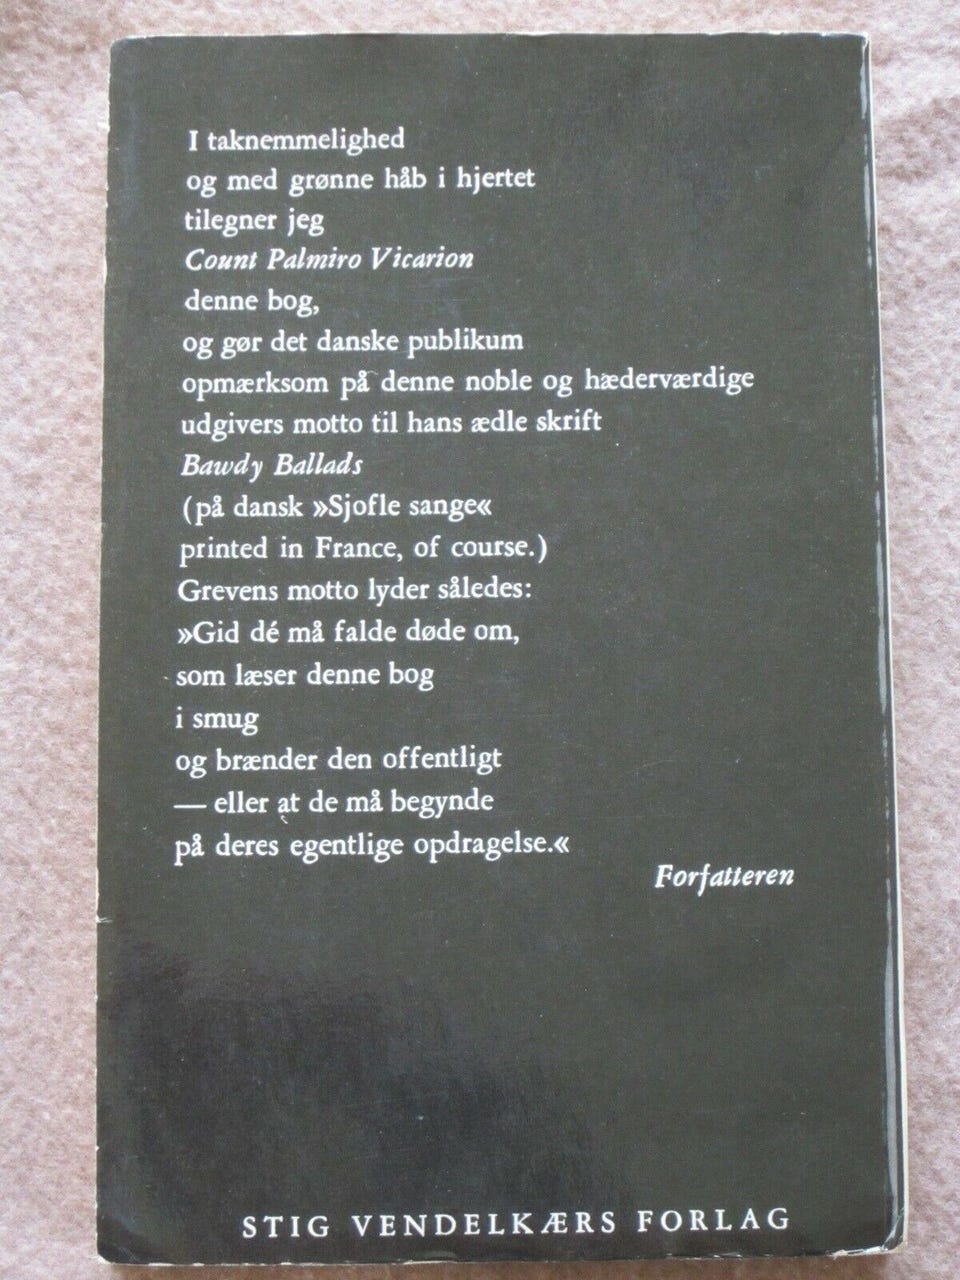 I taknemmelighed
og med grønne håb i hjertet
tilegner jeg
Count Palmiro Vicarion
denne bog,
og gør det danske publikum
opmærksom på denne noble og hæderværdige
udgivers motto til hans ædle skrift
Bawdy Ballads
(på dansk »Sjofle sange«
printed in France, of course.)
Grevens motto lyder således:
»Gid dé må falde døde om,
som læser denne bog
i smug
og brænder den offentligt
— eller at de må begynde
på deres egentlige opdragelse.«
Forfatteren
STIG VENDELKÆRS FORLAG